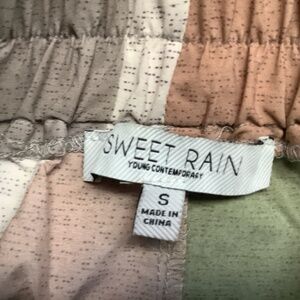 SWEET RAIN
YOUNG CONTEMPORARY
S
MADE IN
CHINA